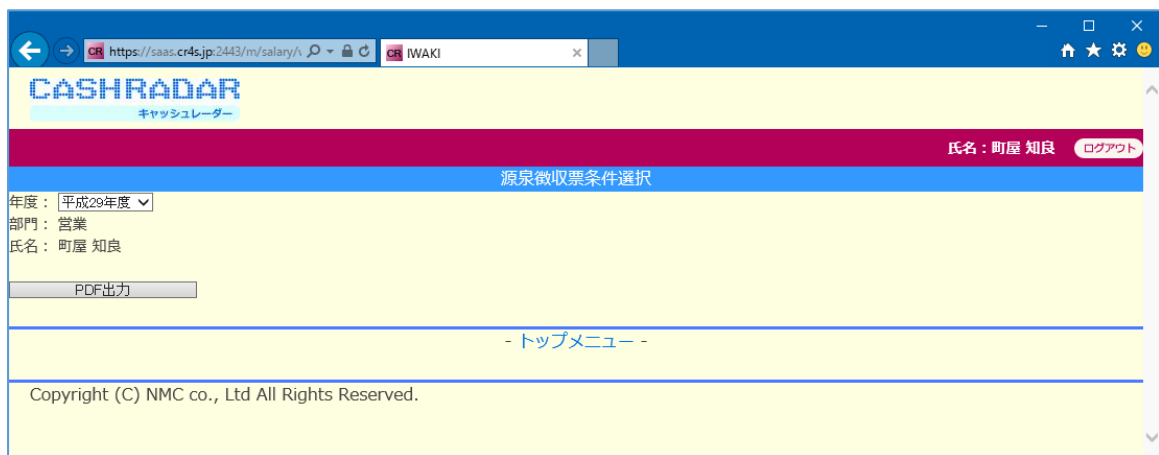 https://saas.cr4s.jp:2443/m/salary/
CR IWAKI
CASHRADAR
キャッシュレーダー
氏名：町屋 知良 ログアウト
源泉徴収票条件選択
年度： 平成29年度
部門： 営業
氏名： 町屋 知良
PDF出力
- トップメニュー -
Copyright (C) NMC co., Ltd All Rights Reserved.